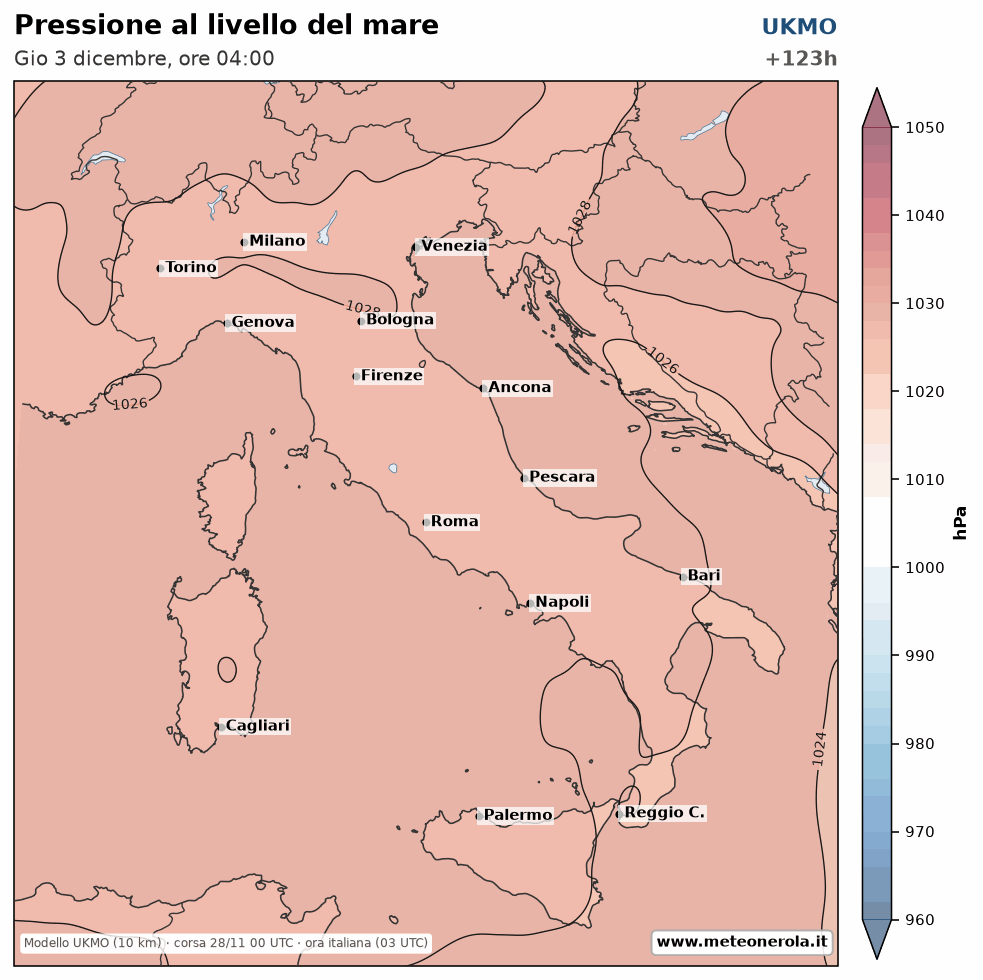 Pressione al livello del mare
UKMO
Gio 3 dicembre, ore 04:00
+123h
1050
1040
1030
1020
1010
1000
990
980
970
960
hPa
1028
Milano
Venezia
Torino
1028
Genova
Bologna
1026
Firenze
Ancona
1026
Pescara
Roma
Bari
Napoli
Cagliari
1024
Palermo
Reggio C.
Modello UKMO (10 km) · corsa 28/11 00 UTC · ora italiana (03 UTC)
www.meteonerola.it